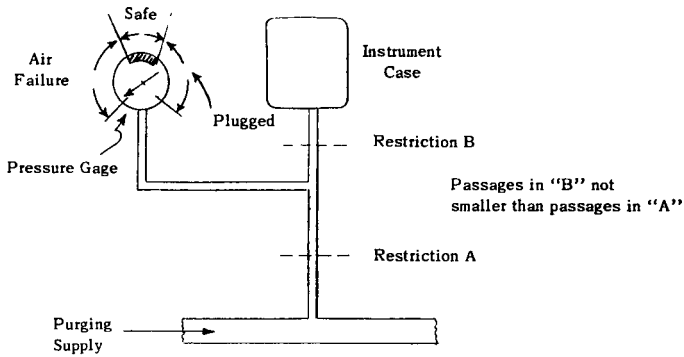 Safe
Air
Failure
Plugged
Pressure Gage
Instrument
Case
Restriction B
Passages in “B” not
smaller than passages in “A”
Restriction A
Purging
Supply